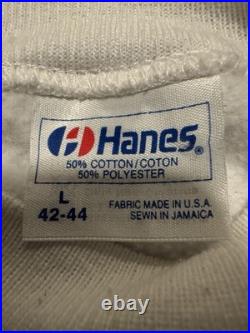 Hanes®
50% COTTON/COTON
50% POLYESTER
L
42-44
FABRIC MADE IN U.S.A.
SEWN IN JAMAICA